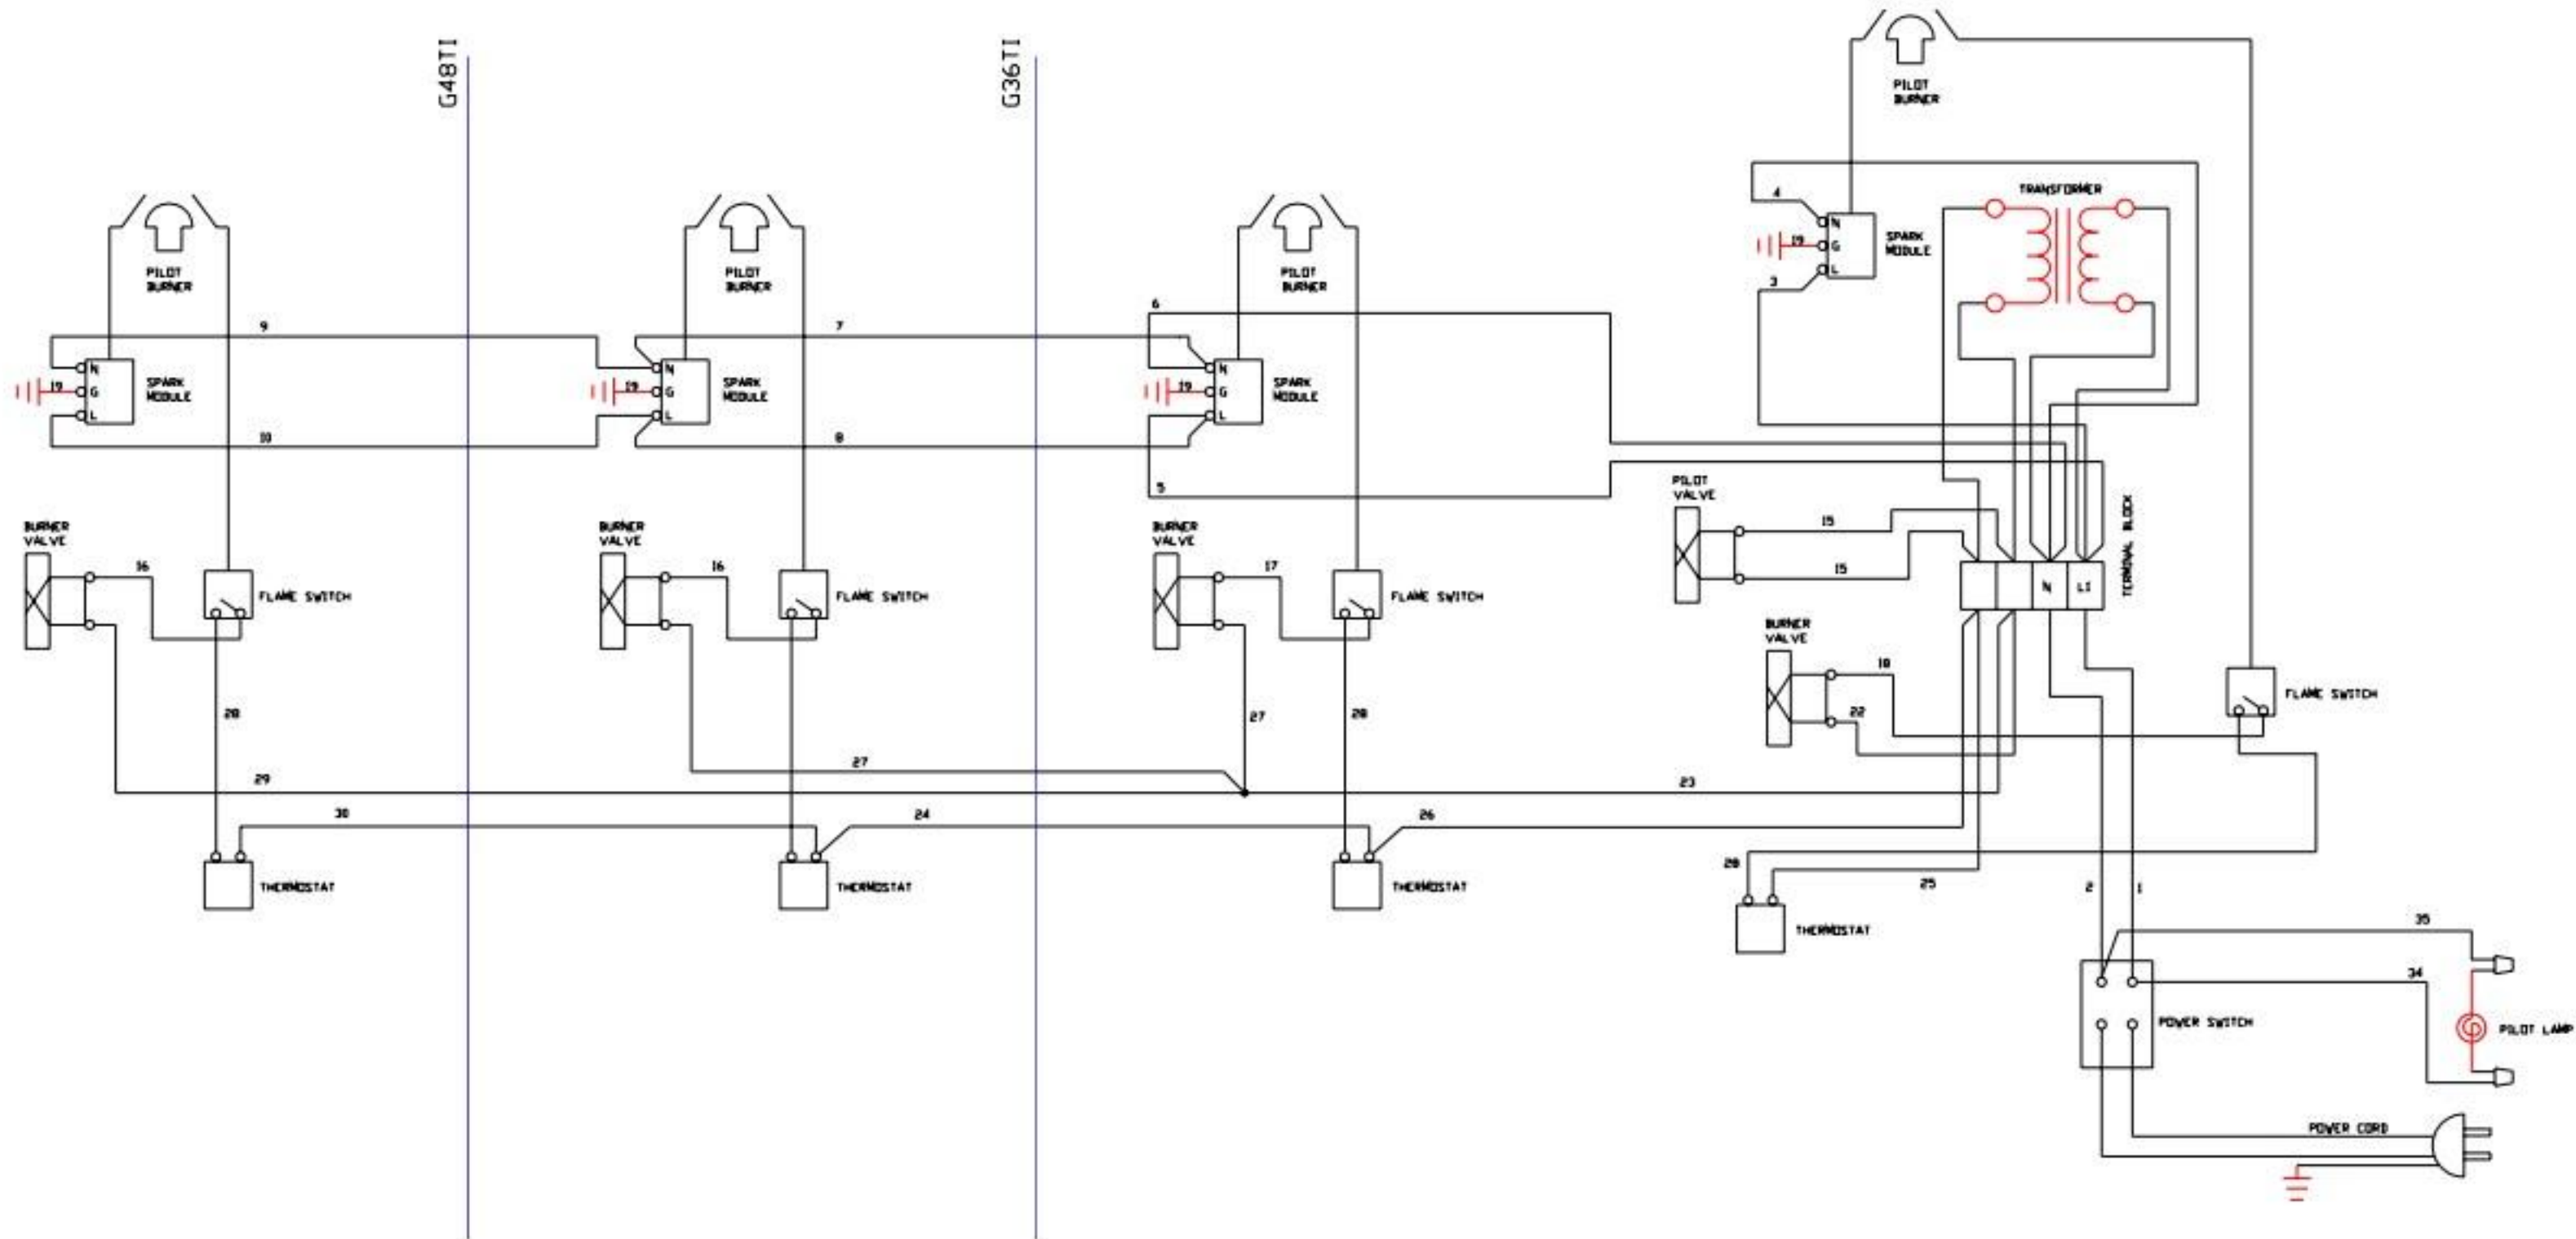 G48TI
G36TI
PILOT
BURNER
TRANSFORMER
4
N
19
G
L
SPARK
MODULE
3
PILOT
BURNER
PILOT
BURNER
PILOT
BURNER
9
7
6
N
19
G
L
SPARK
MODULE
N
19
G
L
SPARK
MODULE
N
19
G
L
SPARK
MODULE
10
8
5
PILOT
VALVE
15
15
TERMINAL BLOCK
N
L1
BURNER
VALVE
16
FLAME SWITCH
BURNER
VALVE
16
FLAME SWITCH
BURNER
VALVE
17
FLAME SWITCH
BURNER
VALVE
18
22
FLAME SWITCH
28
27
28
29
27
23
30
24
26
THERMOSTAT
THERMOSTAT
THERMOSTAT
28
25
THERMOSTAT
2
1
35
34
POWER SWITCH
PILOT LAMP
POWER CORD